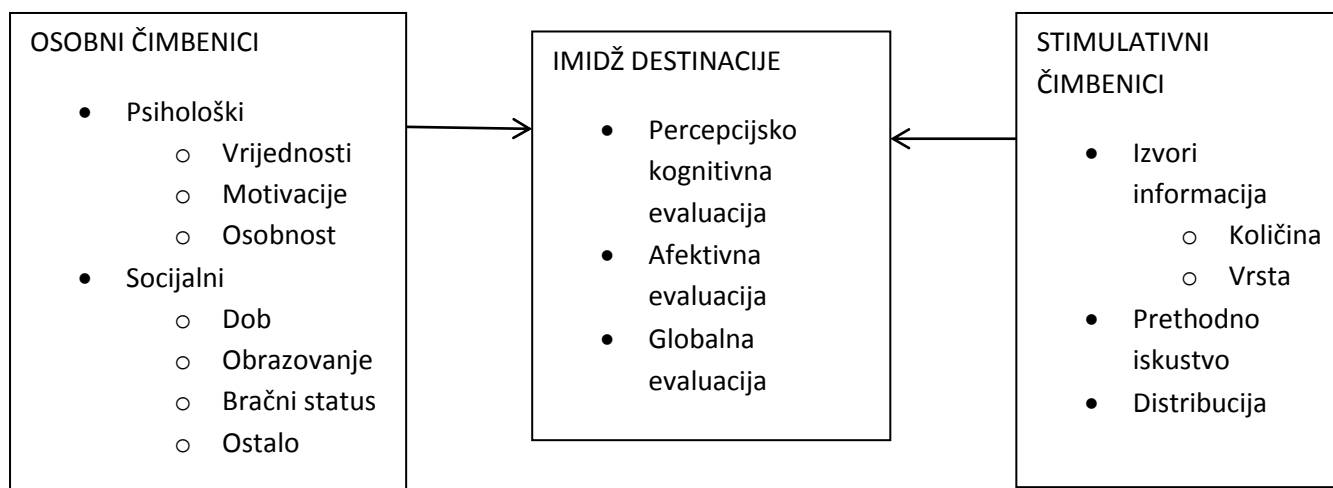 OSOBNI ČIMBENICI
• Psihološki
o Vrijednosti
o Motivacije
o Osobnost
• Socijalni
o Dob
o Obrazovanje
o Bračni status
o Ostalo
IMIDŽ DESTINACIJE
• Percepcijsko
kognitivna
evaluacija
• Afektivna
evaluacija
• Globalna
evaluacija
STIMULATIVNI
ČIMBENICI
• Izvori
informacija
o Količina
o Vrsta
• Prethodno
iskustvo
• Distribucija